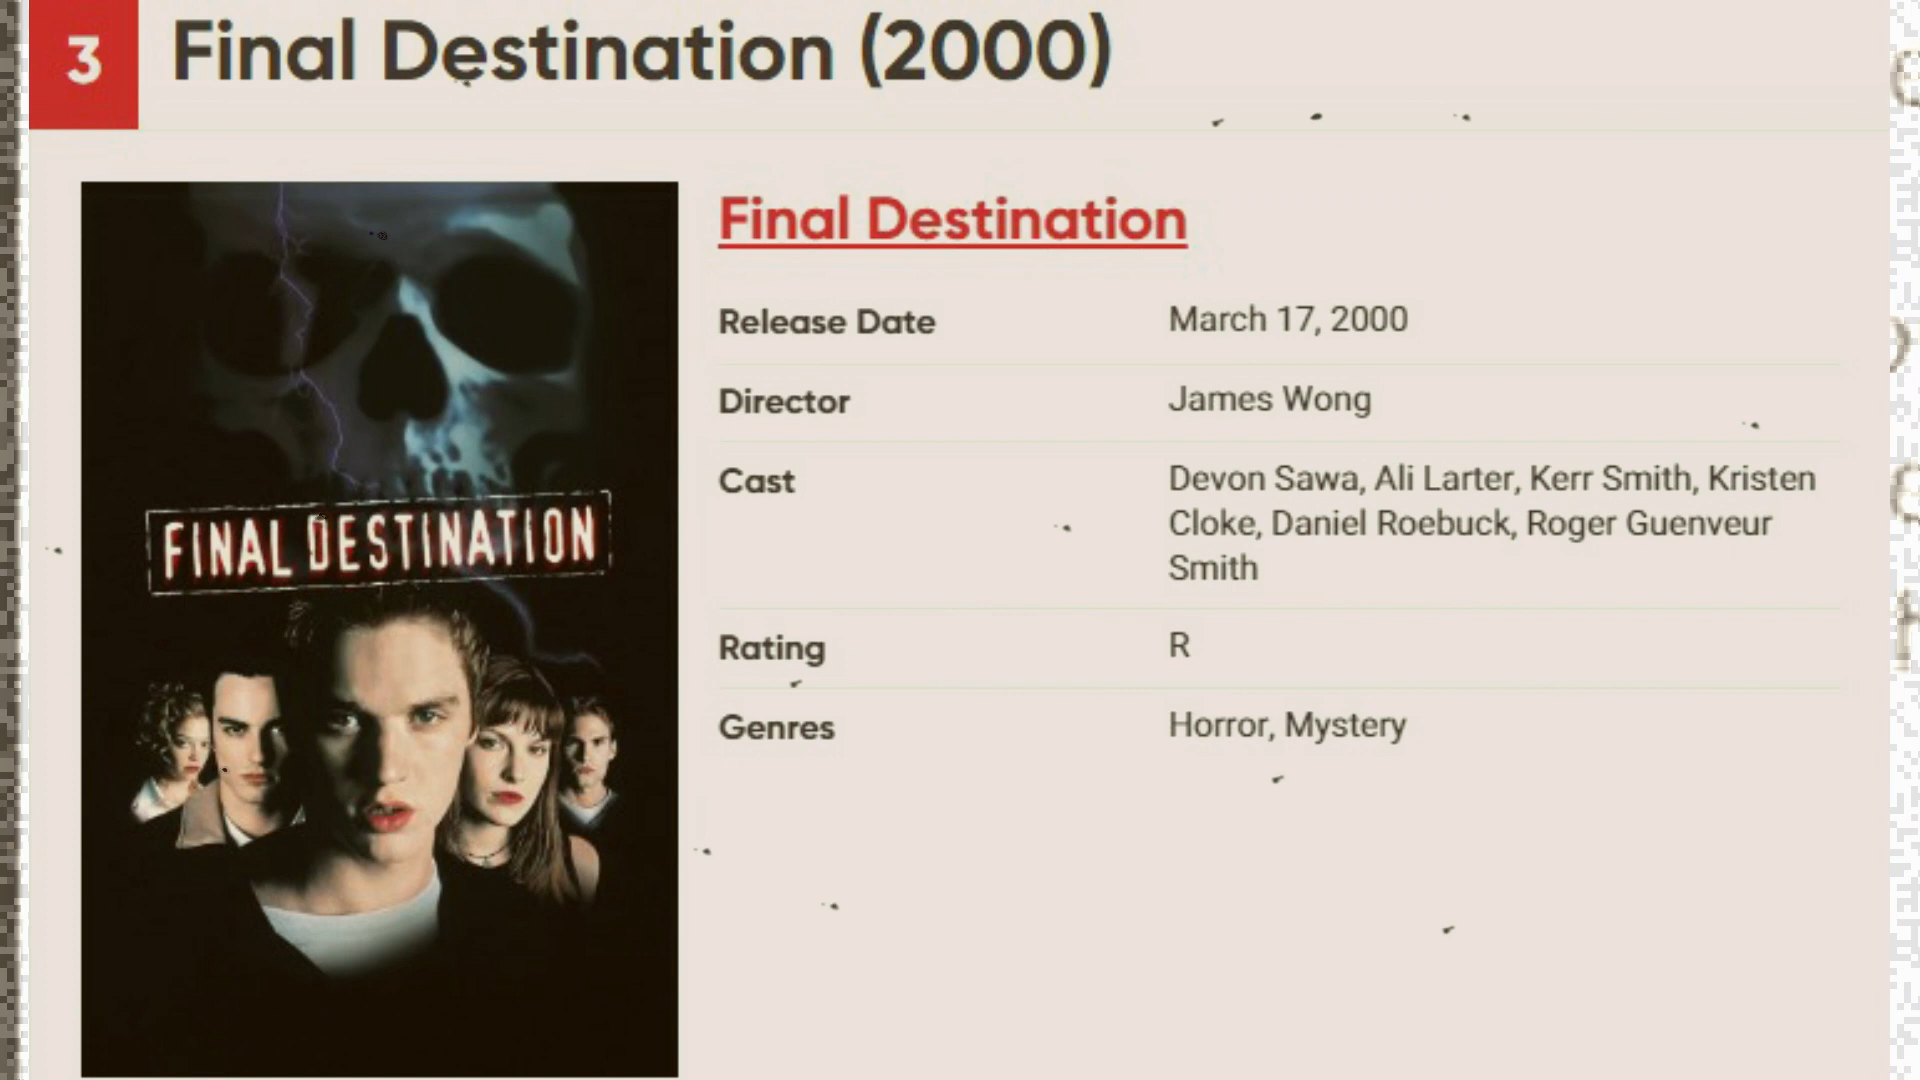 3
Final Destination (2000)
FINAL DESTINATION
Final Destination
Release Date
March 17, 2000
Director
James Wong
Cast
Devon Sawa, Ali Larter, Kerr Smith, Kristen
Cloke, Daniel Roebuck, Roger Guenveur
Smith
Rating
R
Genres
Horror, Mystery